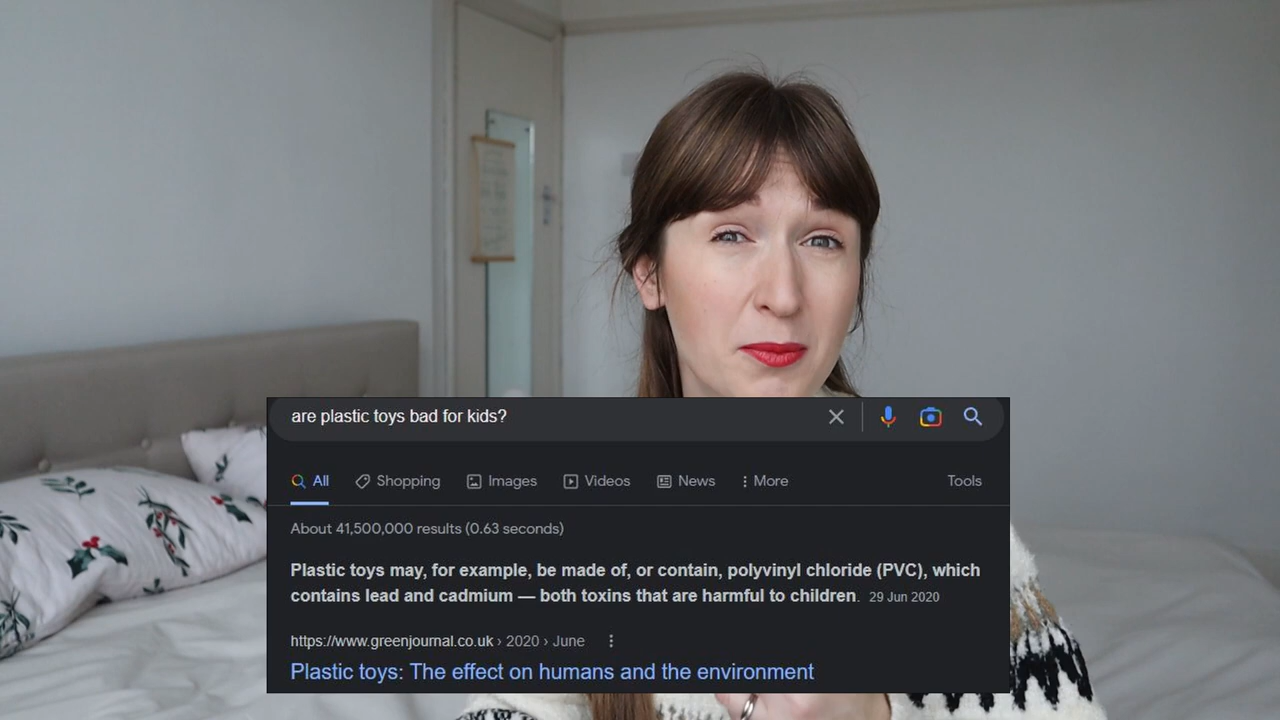 are plastic toys bad for kids?
All Shopping Images Videos News More Tools
About 41,500,000 results (0.63 seconds)
Plastic toys may, for example, be made of, or contain, polyvinyl chloride (PVC), which
contains lead and cadmium — both toxins that are harmful to children. 29 Jun 2020
https://www.greenjournal.co.uk › 2020 › June
Plastic toys: The effect on humans and the environment